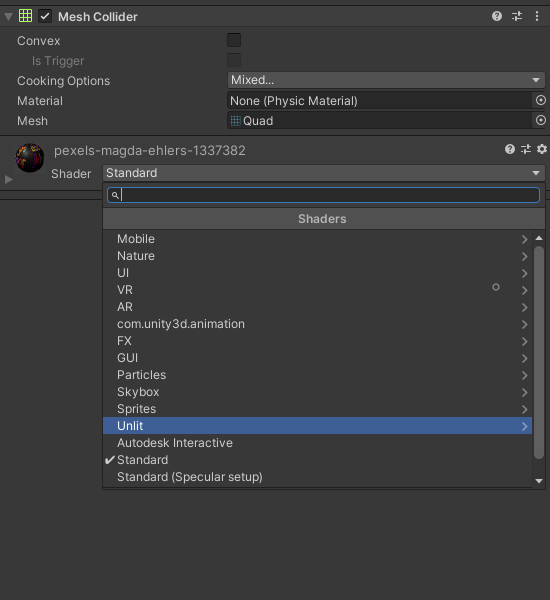 Mesh Collider
Convex
Is Trigger
Cooking Options Mixed...
Material None (Physic Material)
Mesh Quad
pexels-magda-ehlers-1337382
Shader Standard
Shaders
Mobile
Nature
UI
VR
AR
com.unity3d.animation
FX
GUI
Particles
Skybox
Sprites
Unlit
Autodesk Interactive
Standard
Standard (Specular setup)